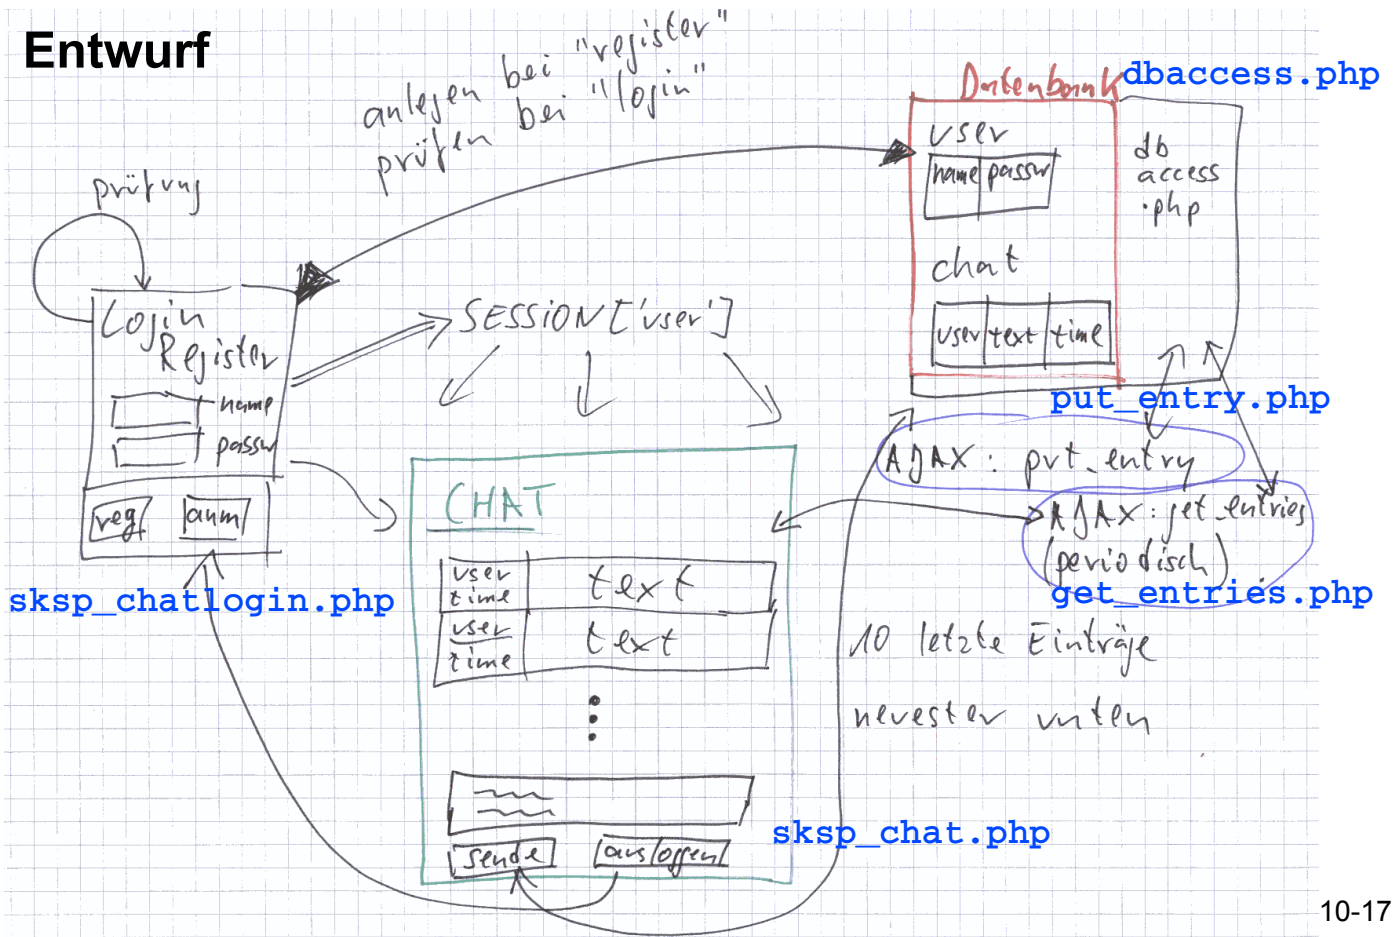 Entwurf
anlegen bei "register"
prüfen bei "login"
Datenbank
dbaccess.php
user
name passw
db
access
.php
chat
user text time
prüfung
Login
Register
name
passw
reg anm
sksp_chatlogin.php
SESSION['user']
put_entry.php
AJAX: put_entry
AJAX: get_entries
(periodisch)
get_entries.php
10 letzte Einträge
neuester unten
CHAT
user
time
text
user
time
text
sende ausloggen
sksp_chat.php
10-17